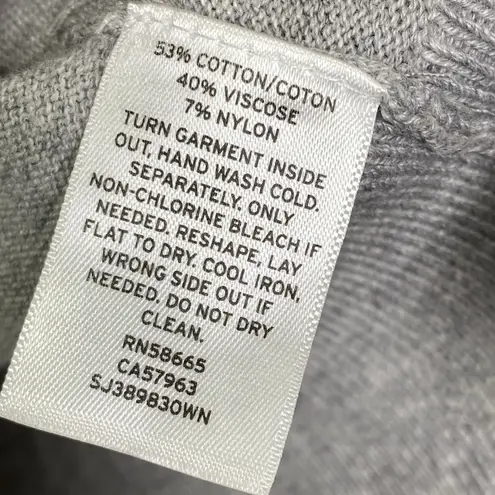 53% COTTON/COTON
40% VISCOSE
7% NYLON
TURN GARMENT INSIDE
OUT, HAND WASH COLD.
SEPARATELY. ONLY
NON-CHLORINE BLEACH IF
NEEDED. RESHAPE, LAY
FLAT TO DRY. COOL IRON,
WRONG SIDE OUT IF
NEEDED. DO NOT DRY
CLEAN.
RN58665
CA57963
SJ389830WN